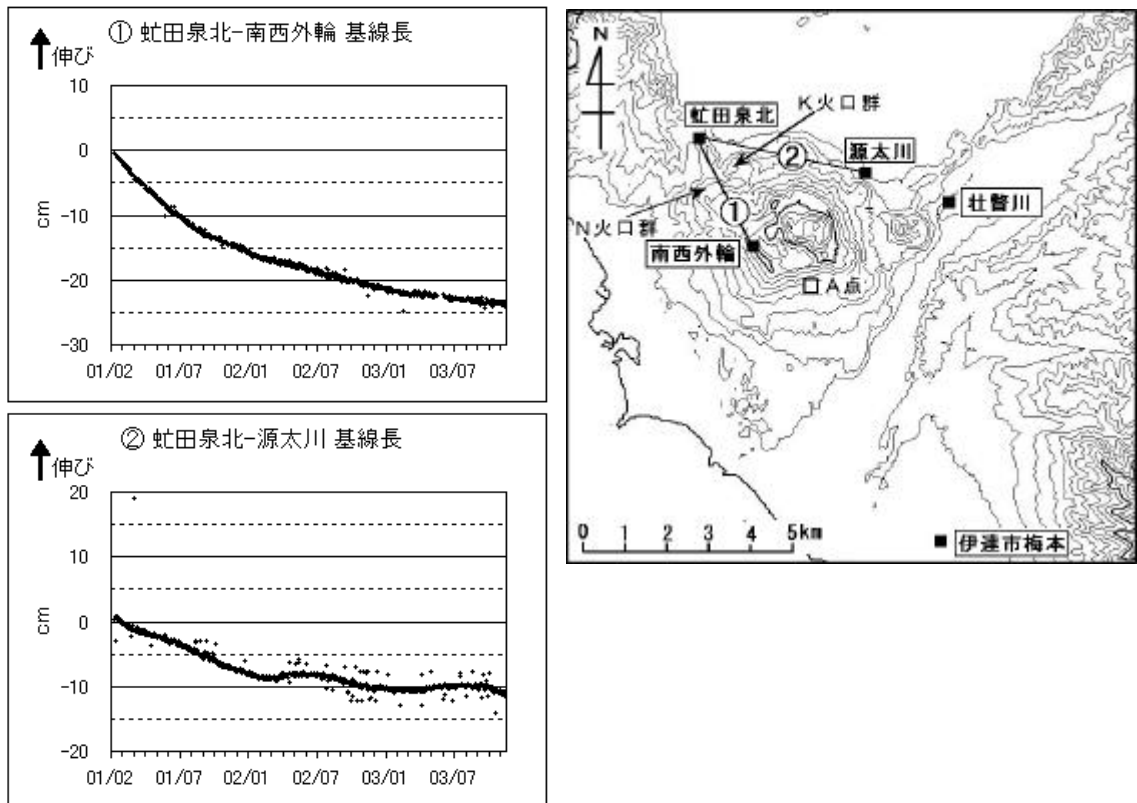 ① 虻田泉北-南西外輪 基線長
伸び
10
0
-10
-20
-30
cm
01/02 01/07 02/01 02/07 03/01 03/07
② 虻田泉北-源太川 基線長
伸び
20
10
0
-10
-20
cm
01/02 01/07 02/01 02/07 03/01 03/07
N
K火口群
虻田泉北
②
源太川
壮瞥川
①
N火口群
南西外輪
A点
0 1 2 3 4 5km
伊達市梅本